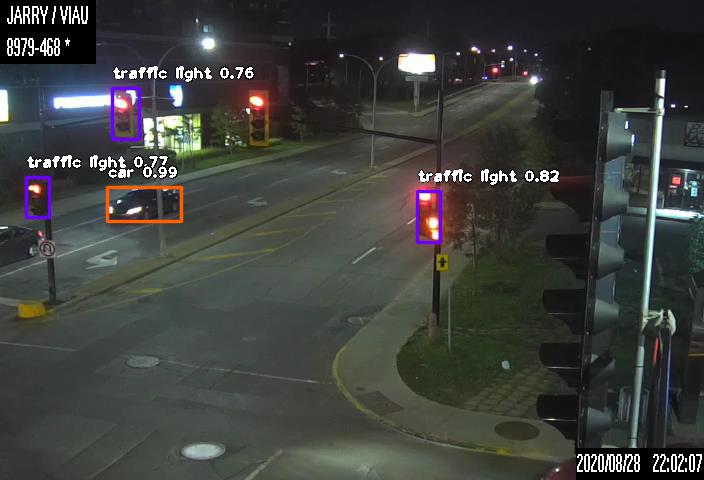 JARRY / VIAU
8979-468 *
traffic light 0.76
traffic light 0.77
car 0.99
traffic light 0.82
2020/08/28 22:02:07